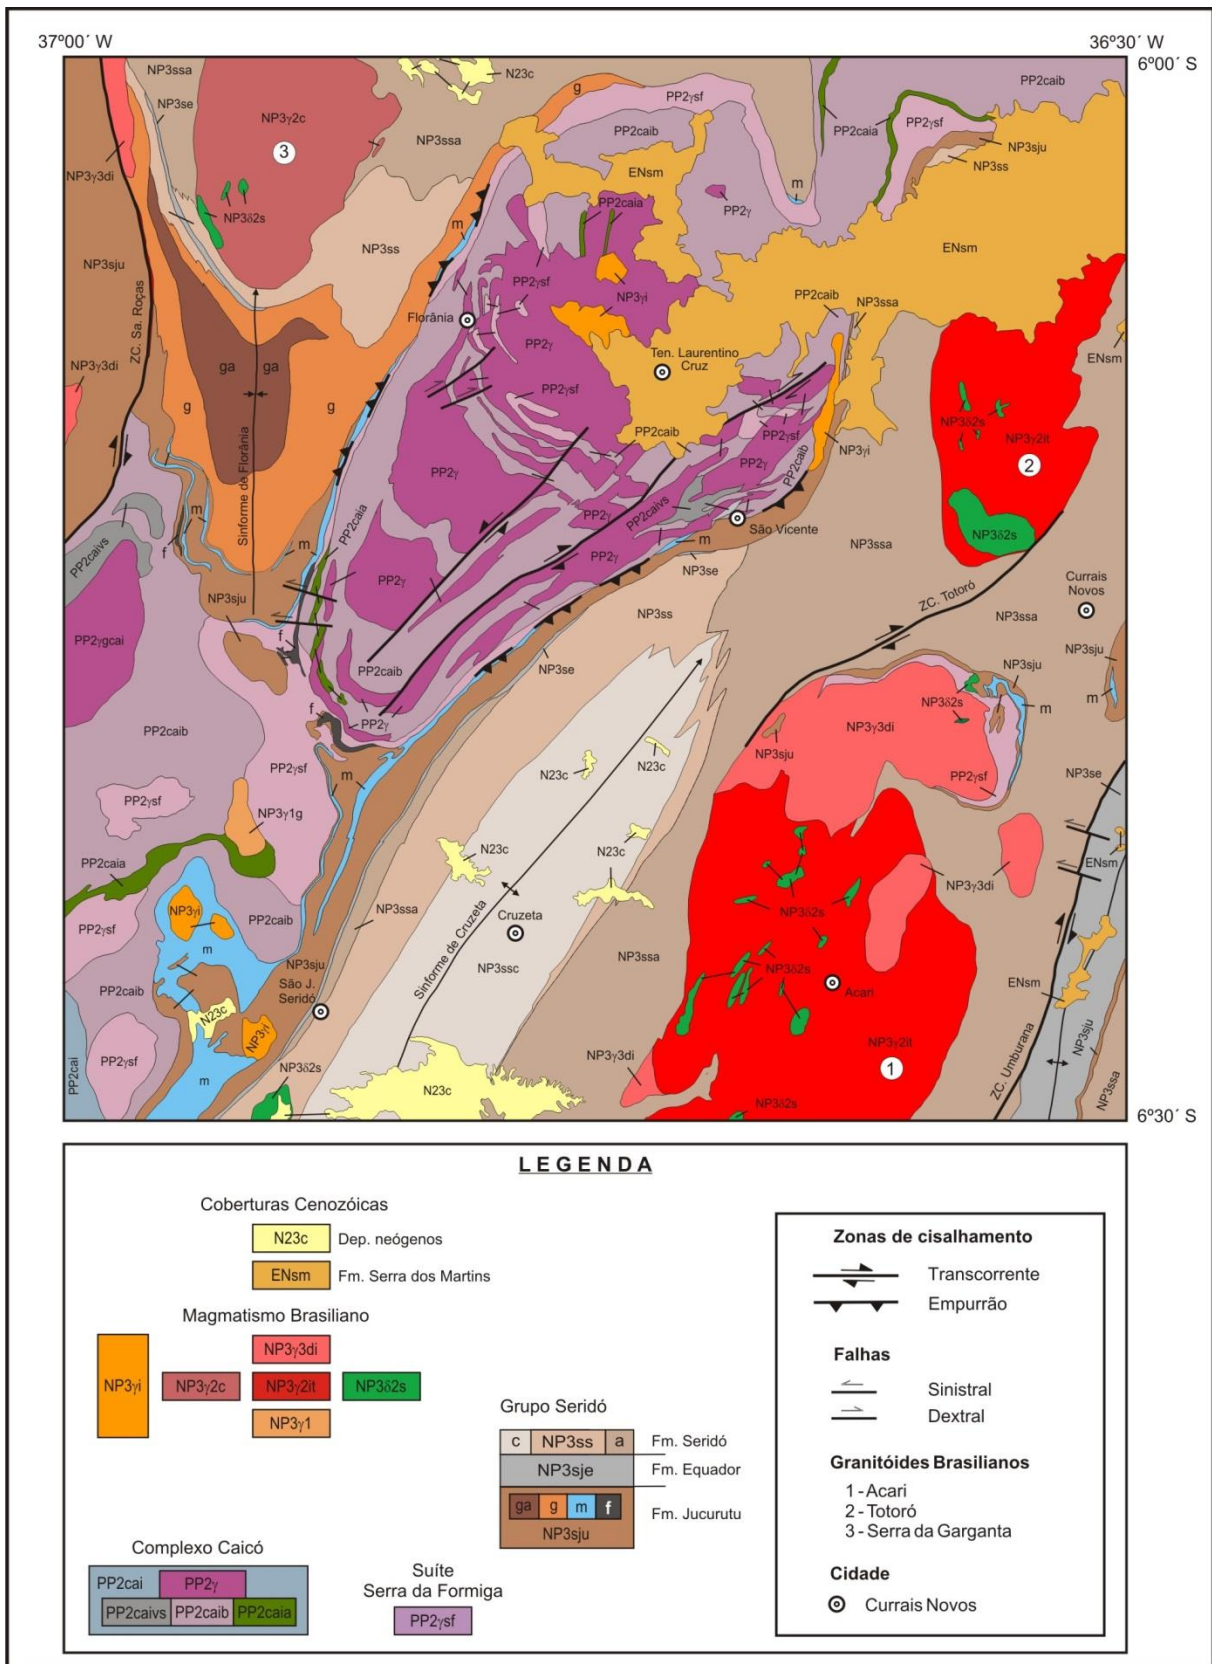 37º00´ W
36º30´ W
6º00´ S
NP3ssa
N23c
g
PP2γsf
PP2caib
NP3se
NP3γ2c
PP2caib
PP2caia
PP2γsf
NP3sju
3
NP3ssa
NP3ss
NP3γ3di
ENsm
m
m
NP3δ2s
PP2caia
PP2γ
NP3ss
ENsm
NP3sju
PP2γsf
NP3γi
PP2caib
NP3ssa
Florânia
ZC. Sa. Roças
PP2γ
Ten. Laurentino
Cruz
ENsm
NP3γ3di
ga
ga
PP2γsf
NP3δ2s
g
g
PP2caib
PP2γsf
NP3γ2it
NP3γi
2
Sinforme de Florânia
PP2γ
PP2γ
PP2caib
m
PP2caivs
PP2γ
São Vicente
NP3δ2s
PP2caia
PP2caivs
f
m
m
NP3se
NP3ssa
PP2γ
PP2γ
ZC. Totoró
Currais
Novos
NP3sju
NP3ss
NP3ssa
PP2γgcai
f
PP2caib
NP3se
NP3sju
NP3sju
m
f
PP2γ
NP3δ2s
m
PP2caib
NP3γ3di
NP3sju
PP2γsf
m
N23c
N23c
NP3se
PP2γsf
PP2γsf
NP3γ1g
PP2caia
N23c
N23c
ENsm
NP3γ3di
NP3γi
PP2caib
NP3ssa
NP3δ2s
PP2γsf
m
Cruzeta
Sinforme de Cruzeta
NP3sju
NP3ssa
NP3ssc
NP3δ2s
PP2caib
São J.
Seridó
Acari
ENsm
N23c
NP3γi
NP3γ2it
NP3sju
PP2cai
PP2γsf
NP3γ3di
1
ZC. Umburana
m
NP3δ2s
N23c
NP3ssa
NP3δ2s
6º30´ S
LEGENDA
Coberturas Cenozóicas
N23c Dep. neógenos
ENsm Fm. Serra dos Martins
Magmatismo Brasiliano
NP3γ3di
NP3γi NP3γ2c NP3γ2it NP3δ2s
NP3γ1
Grupo Seridó
c NP3ss a Fm. Seridó
NP3sje Fm. Equador
ga g m f Fm. Jucurutu
NP3sju
Complexo Caicó
PP2cai PP2γ
PP2caivs PP2caib PP2caia
Suíte
Serra da Formiga
PP2γsf
Zonas de cisalhamento
Transcorrente
Empurrão
Falhas
Sinistral
Dextral
Granitóides Brasilianos
1 - Acari
2 - Totoró
3 - Serra da Garganta
Cidade
Currais Novos